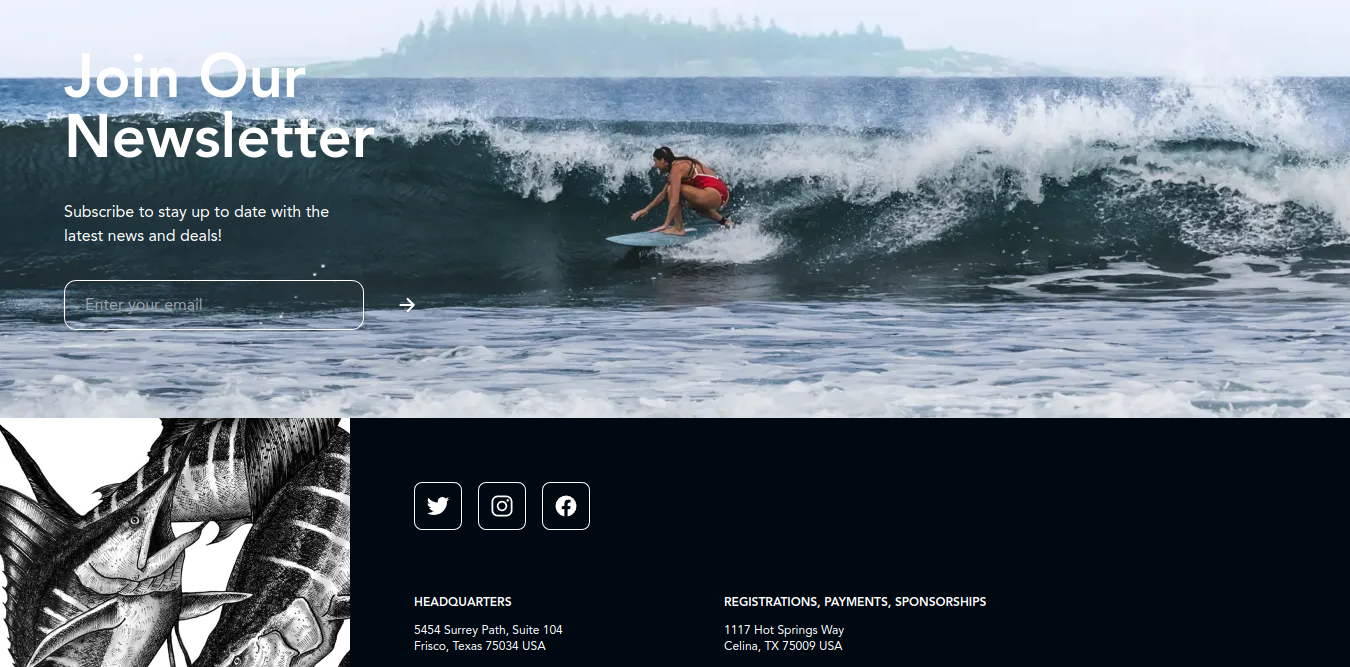 Join Our
Newsletter
Subscribe to stay up to date with the
latest news and deals!
Enter your email
HEADQUARTERS
5454 Surrey Path, Suite 104
Frisco, Texas 75034 USA
REGISTRATIONS, PAYMENTS, SPONSORSHIPS
1117 Hot Springs Way
Celina, TX 75009 USA